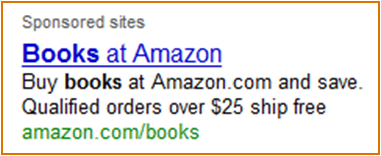 Sponsored sites
Books at Amazon
Buy books at Amazon.com and save.
Qualified orders over $25 ship free
amazon.com/books